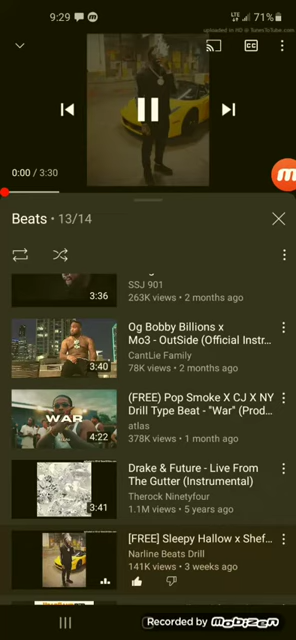 9:29
LTE
71%
uploaded in HD @ TunesToTube.com
CC
0:00 / 3:30
Beats • 13/14
SSJ 901
263K views • 2 months ago
3:36
Og Bobby Billions x
Mo3 - OutSide (Official Instr...
CantLie Family
78K views • 2 months ago
3:40
(FREE) Pop Smoke X CJ X NY
Drill Type Beat - "War" (Prod...
atlas
378K views • 1 month ago
WAR
4:22
Drake & Future - Live From
The Gutter (Instrumental)
Therock Ninetyfour
1.1M views • 5 years ago
3:41
[FREE] Sleepy Hallow x Shef...
Narline Beats Drill
141K views • 3 weeks ago
Recorded by Mobizen